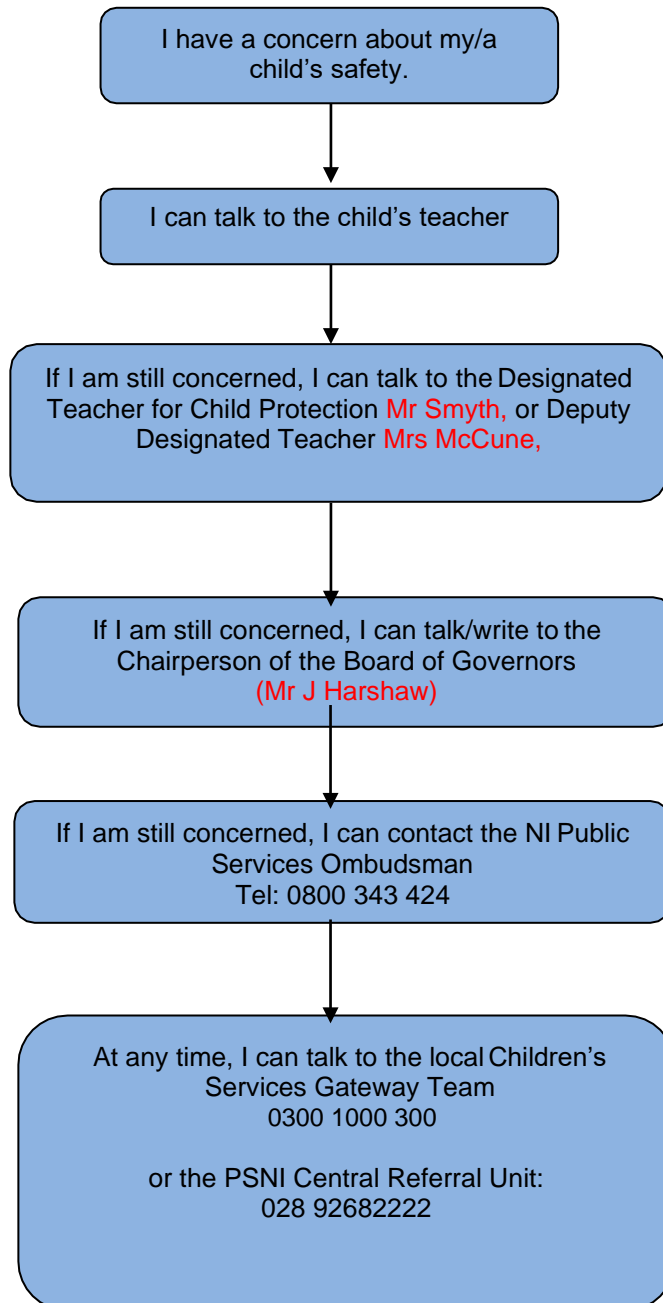 I have a concern about my/a
child’s safety.
I can talk to the child’s teacher
If I am still concerned, I can talk to the Designated
Teacher for Child Protection Mr Smyth, or Deputy
Designated Teacher Mrs McCune,
If I am still concerned, I can talk/write to the
Chairperson of the Board of Governors
(Mr J Harshaw)
If I am still concerned, I can contact the NI Public
Services Ombudsman
Tel: 0800 343 424
At any time, I can talk to the local Children’s
Services Gateway Team
0300 1000 300
or the PSNI Central Referral Unit:
028 92682222